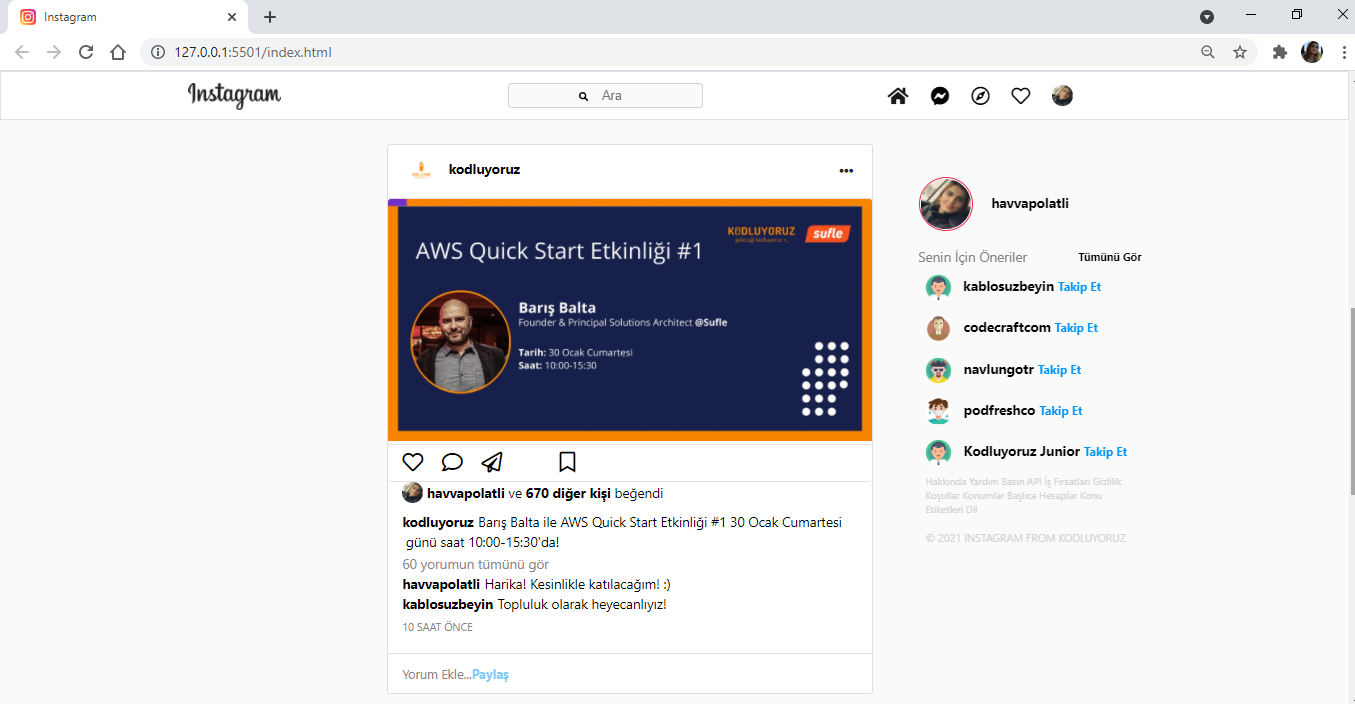 Instagram
127.0.0.1:5501/index.html
Instagram
Ara
kodluyoruz
KODLUYORUZ
geleceği kodluyoruz >_
sufle
AWS Quick Start Etkinliği #1
Barış Balta
Founder & Principal Solutions Architect @Sufle
Tarih: 30 Ocak Cumartesi
Saat: 10:00-15:30
havvapolatli ve 670 diğer kişi beğendi
kodluyoruz Barış Balta ile AWS Quick Start Etkinliği #1 30 Ocak Cumartesi
günü saat 10:00-15:30'da!
60 yorumun tümünü gör
havvapolatli Harika! Kesinlikle katılacağım! :)
kablosuzbeyin Topluluk olarak heyecanlıyız!
10 SAAT ÖNCE
Yorum Ekle...Paylaş
havvapolatli
Senin İçin Öneriler Tümünü Gör
kablosuzbeyin Takip Et
codecraftcom Takip Et
navlungotr Takip Et
podfreshco Takip Et
Kodluyoruz Junior Takip Et
Hakkında Yardım Basın API İş Fırsatları Gizlilik
Koşullar Konumlar Başlıca Hesaplar Konu
Etiketleri Dil
© 2021 INSTAGRAM FROM KODLUYORUZ